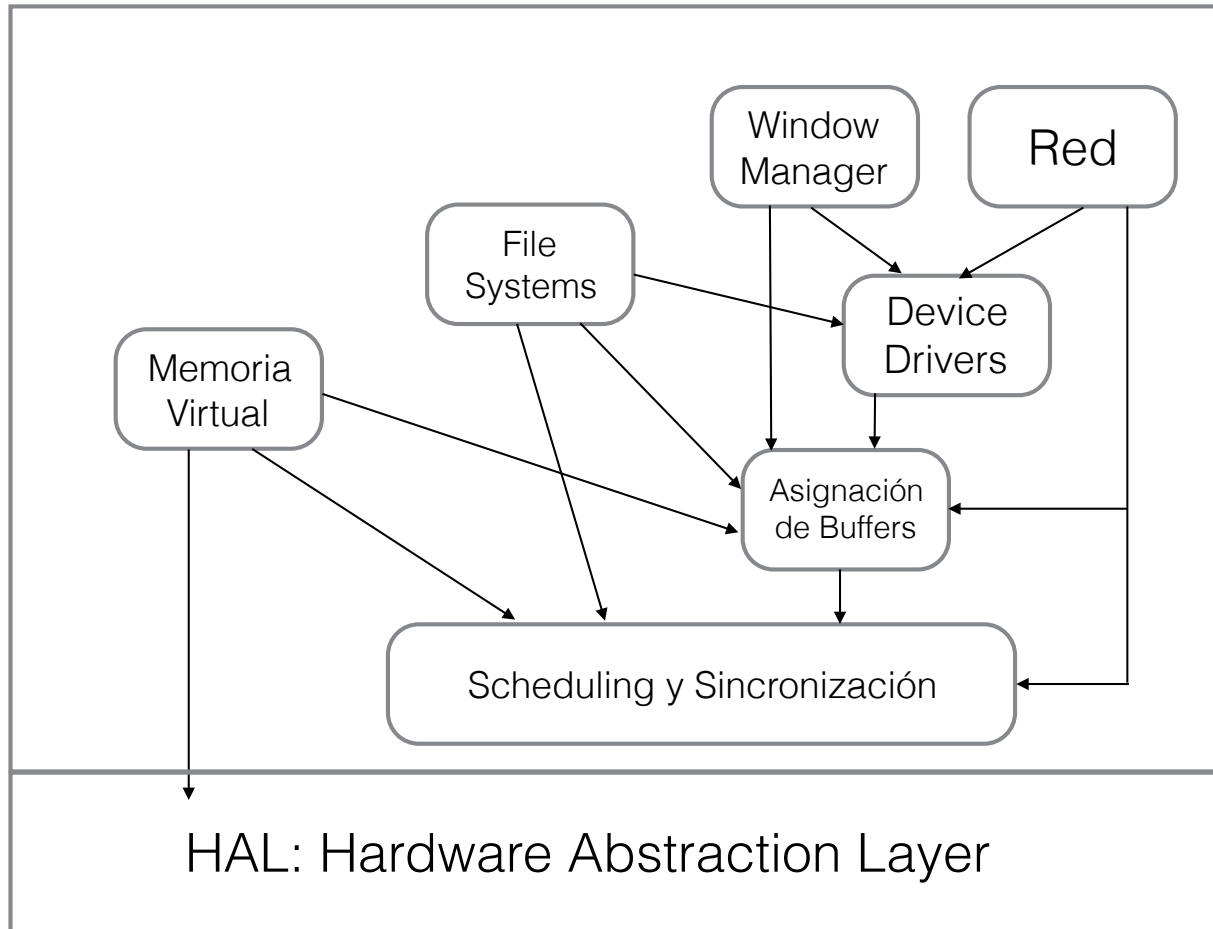 Window
Manager
Red
File
Systems
Device
Drivers
Memoria
Virtual
Asignación
de Buffers
Scheduling y Sincronización
HAL: Hardware Abstraction Layer